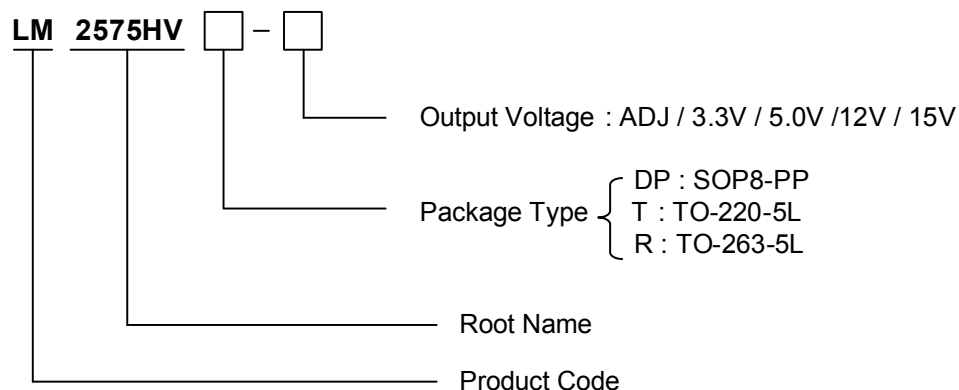 LM 2575HV □ – □
Output Voltage : ADJ / 3.3V / 5.0V /12V / 15V
Package Type
DP : SOP8-PP
T : TO-220-5L
R : TO-263-5L
Root Name
Product Code